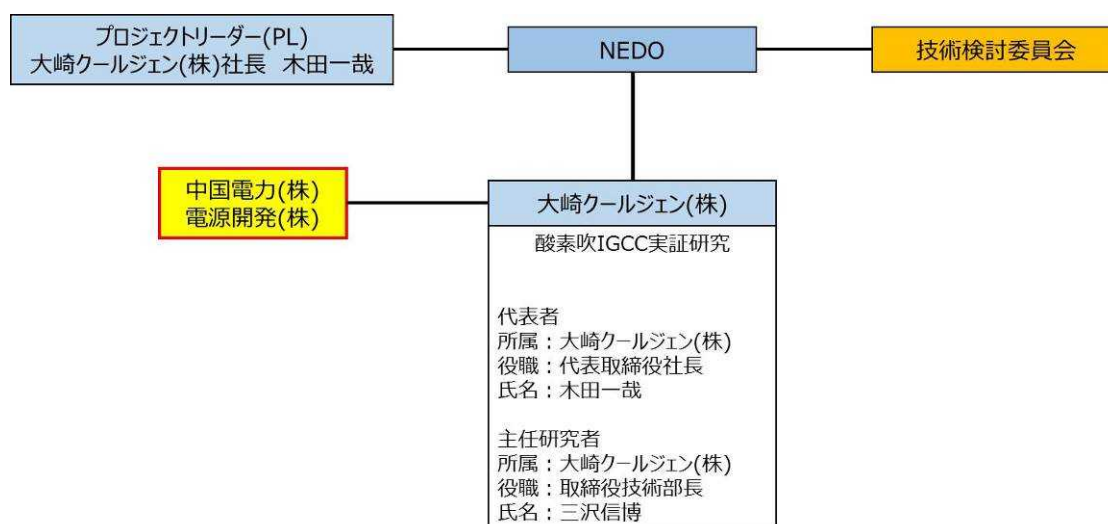 プロジェクトリーダー(PL)
大崎クールジェン(株)社長 木田一哉
NEDO
技術検討委員会
中国電力(株)
電源開発(株)
大崎クールジェン(株)
酸素吹IGCC実証研究
代表者
所属：大崎クールジェン(株)
役職：代表取締役社長
氏名：木田一哉
主任研究者
所属：大崎クールジェン(株)
役職：取締役技術部長
氏名：三沢信博